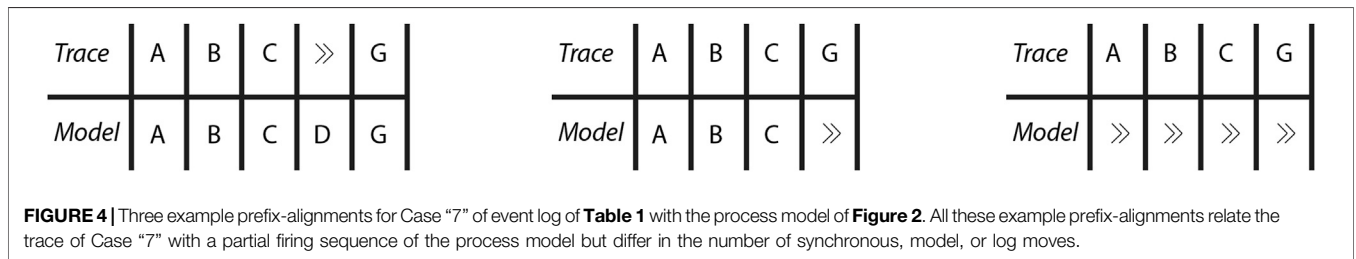 Trace A B C ≫ G
Model A B C D G
Trace A B C G
Model A B C ≫
Trace A B C G
Model ≫ ≫ ≫ ≫
FIGURE 4 | Three example prefix-alignments for Case “7” of event log of Table 1 with the process model of Figure 2. All these example prefix-alignments relate the
trace of Case “7” with a partial firing sequence of the process model but differ in the number of synchronous, model, or log moves.